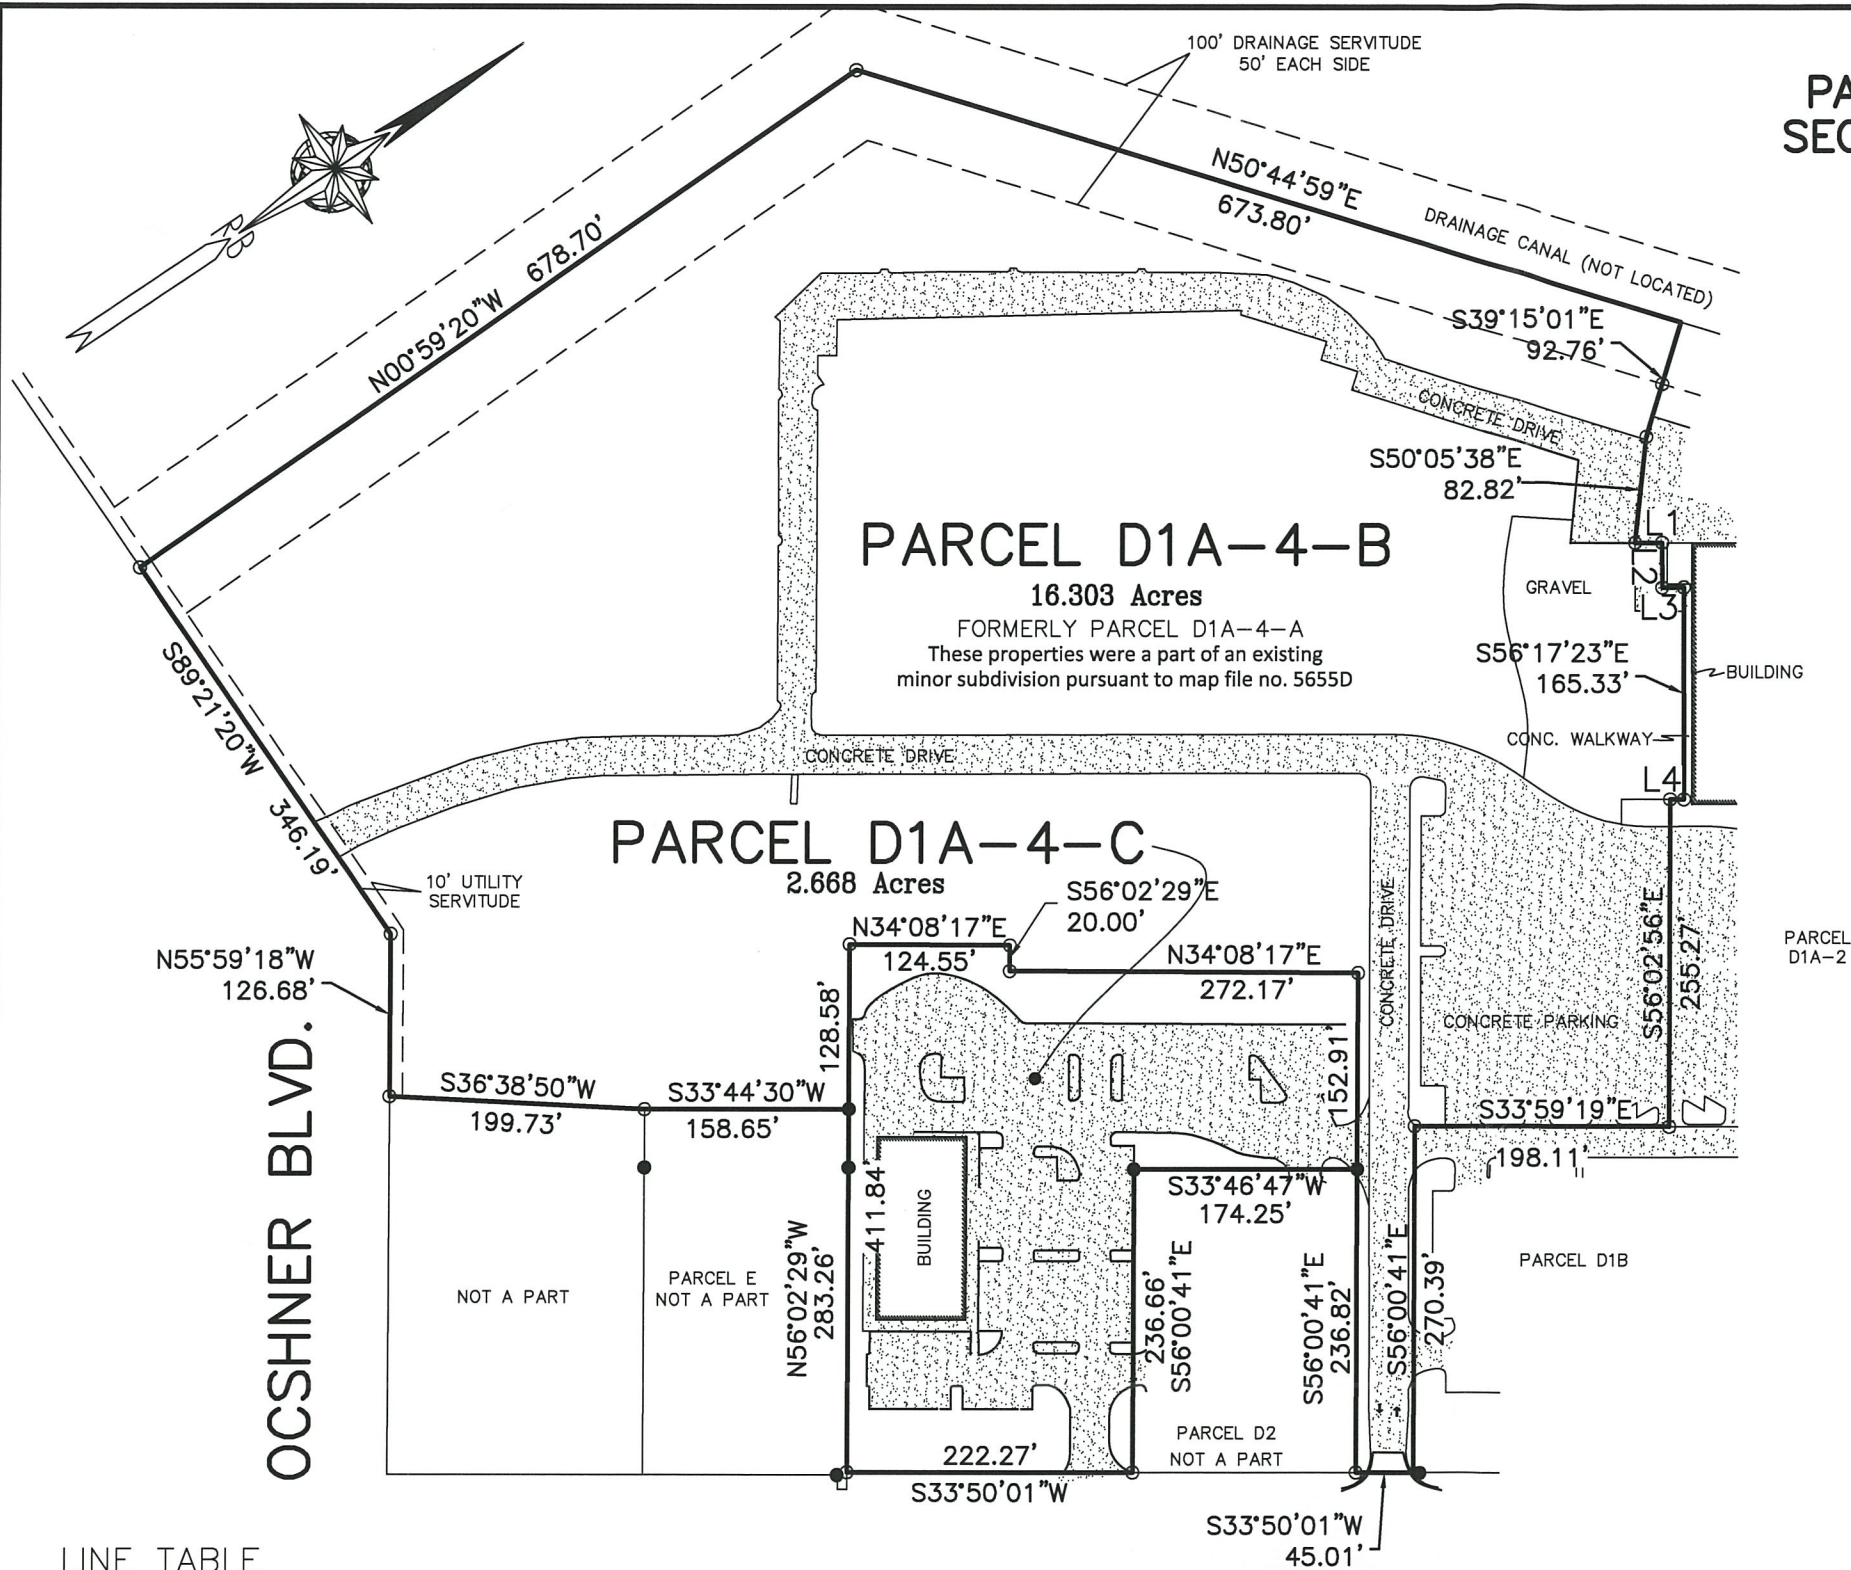 100' DRAINAGE SERVITUDE
50' EACH SIDE
PA
SEC
N50°44'59"E
673.80'
DRAINAGE CANAL (NOT LOCATED)
678.70'
N00°59'20"W
S39°15'01"E
92.76'
CONCRETE DRIVE
S50°05'38"E
82.82'
L1
L2
L3
GRAVEL
PARCEL D1A-4-B
16.303 Acres
FORMERLY PARCEL D1A-4-A
These properties were a part of an existing
minor subdivision pursuant to map file no. 5655D
S56°17'23"E
165.33'
BUILDING
CONC. WALKWAY
L4
S89°21'20"W
346.19'
CONCRETE DRIVE
PARCEL D1A-4-C
2.668 Acres
10' UTILITY
SERVITUDE
S56°02'29"E
20.00'
N34°08'17"E
124.55'
N34°08'17"E
272.17'
CONCRETE DRIVE
S56°02'56"E
255.27'
PARCEL
D1A-2
CONCRETE PARKING
N55°59'18"W
126.68'
128.58'
152.91'
S36°38'50"W
199.73'
S33°44'30"W
158.65'
S33°59'19"E
198.11'
OCSHNER BLVD.
411.84'
BUILDING
S33°46'47"W
174.25'
N56°02'29"W
283.26'
236.66'
S56°00'41"E
S56°00'41"E
236.82'
S56°00'41"E
270.39'
PARCEL D1B
NOT A PART
PARCEL E
NOT A PART
PARCEL D2
NOT A PART
222.27'
S33°50'01"W
S33°50'01"W
45.01'
LINE TABLE